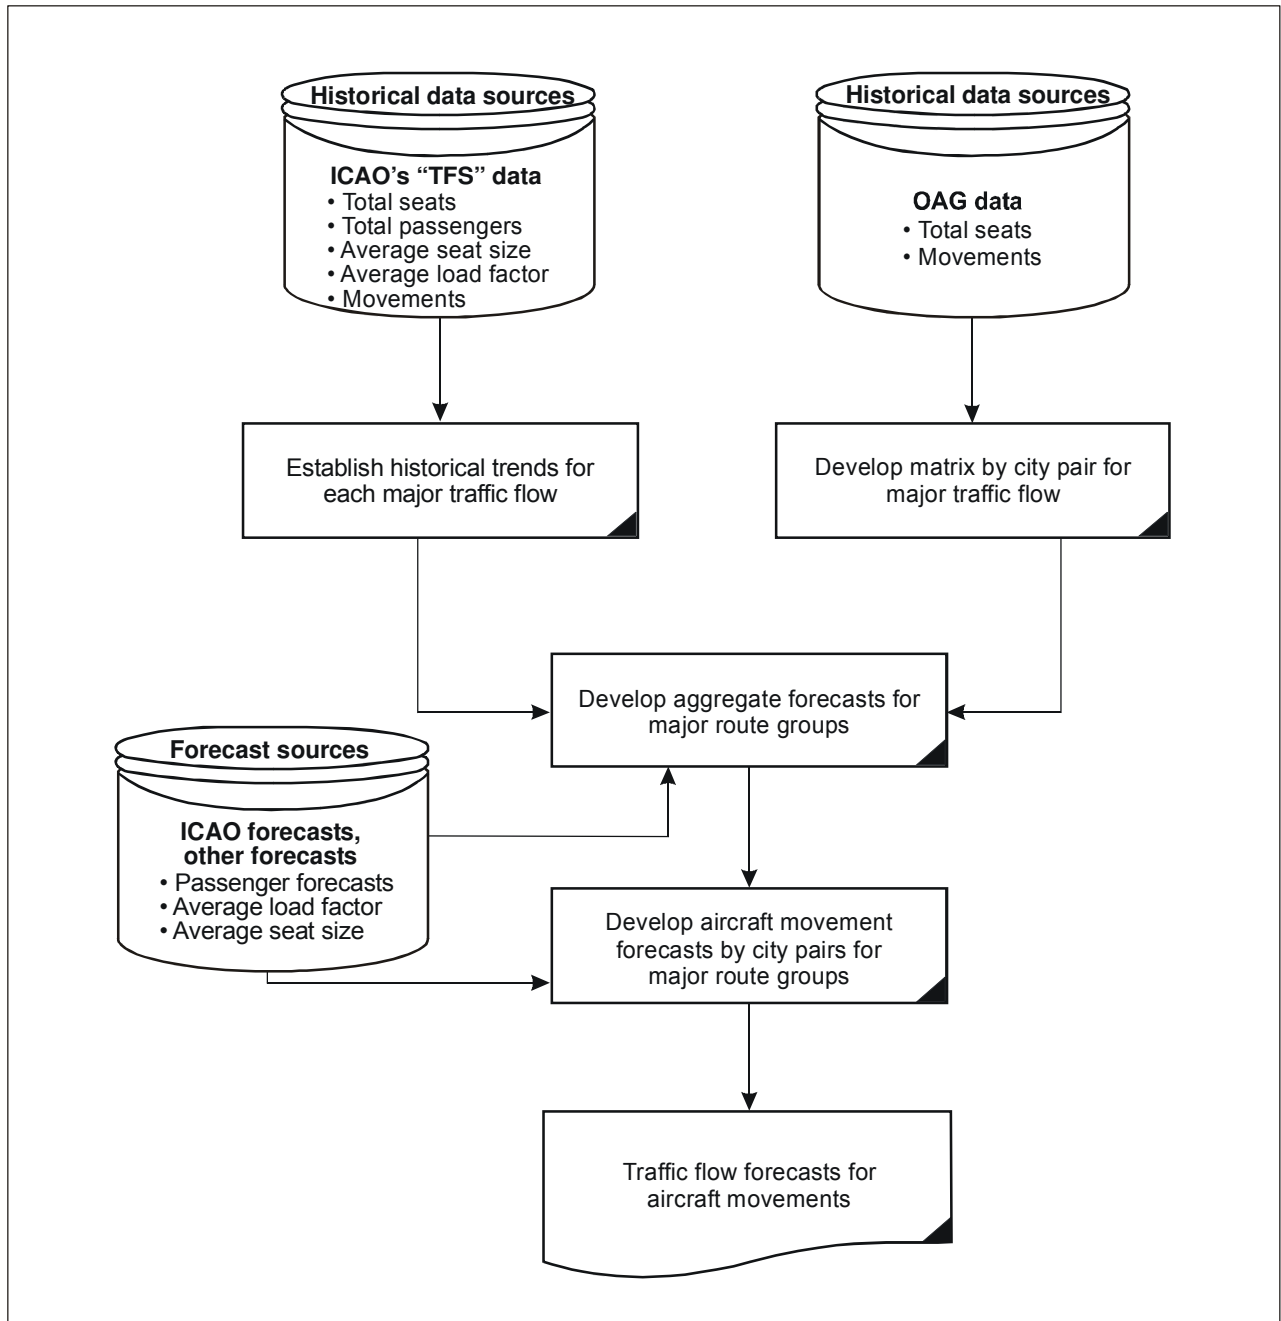 Historical data sources
ICAO's “TFS” data
• Total seats
• Total passengers
• Average seat size
• Average load factor
• Movements
Historical data sources
OAG data
• Total seats
• Movements
Establish historical trends for
each major traffic flow
Develop matrix by city pair for
major traffic flow
Develop aggregate forecasts for
major route groups
Forecast sources
ICAO forecasts,
other forecasts
• Passenger forecasts
• Average load factor
• Average seat size
Develop aircraft movement
forecasts by city pairs for
major route groups
Traffic flow forecasts for
aircraft movements